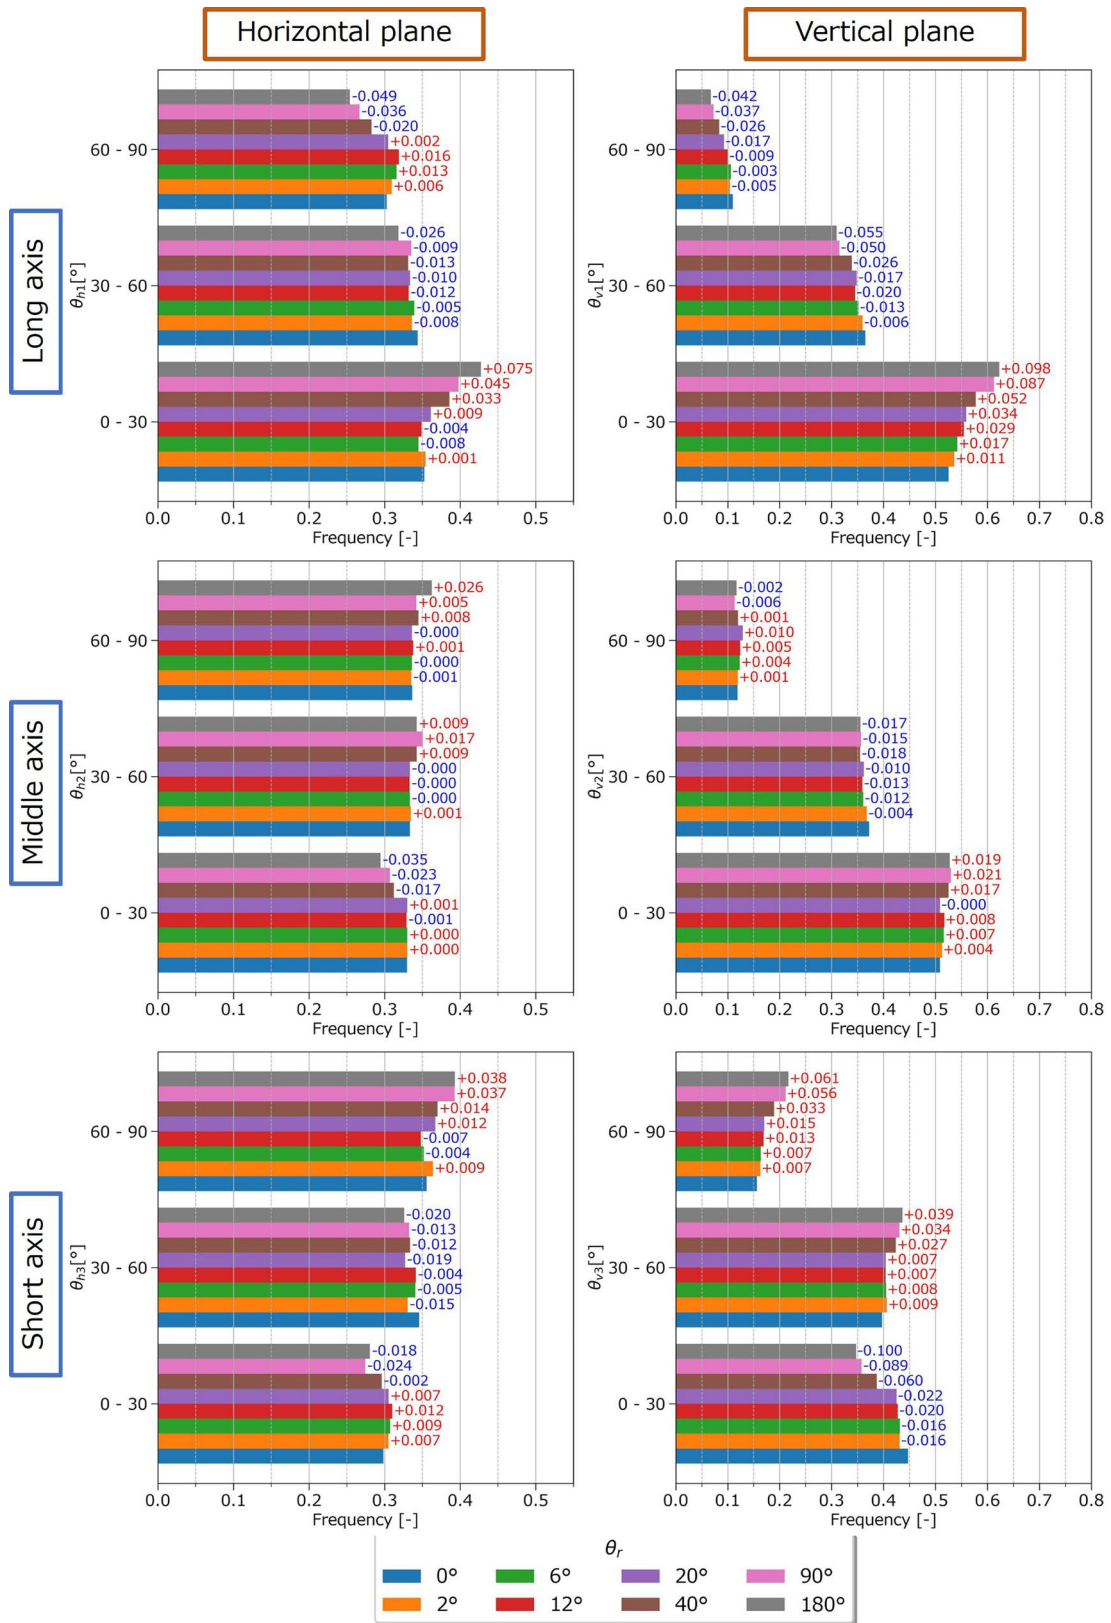 Horizontal plane
Vertical plane
Long axis
θh1[°]
60 - 90
-0.049
-0.036
-0.020
+0.002
+0.016
+0.013
+0.006
30 - 60
-0.026
-0.009
-0.013
-0.010
-0.012
-0.005
-0.008
0 - 30
+0.075
+0.045
+0.033
+0.009
-0.004
-0.008
+0.001
0.0 0.1 0.2 0.3 0.4 0.5
Frequency [-]
θv1[°]
60 - 90
-0.042
-0.037
-0.026
-0.017
-0.009
-0.003
-0.005
30 - 60
-0.055
-0.050
-0.026
-0.017
-0.020
-0.013
-0.006
0 - 30
+0.098
+0.087
+0.052
+0.034
+0.029
+0.017
+0.011
0.0 0.1 0.2 0.3 0.4 0.5 0.6 0.7 0.8
Frequency [-]
Middle axis
θh2[°]
60 - 90
+0.026
+0.005
+0.008
-0.000
+0.001
-0.000
-0.001
30 - 60
+0.009
+0.017
+0.009
-0.000
-0.000
-0.000
+0.001
0 - 30
-0.035
-0.023
-0.017
+0.001
-0.001
+0.000
+0.000
0.0 0.1 0.2 0.3 0.4 0.5
Frequency [-]
θv2[°]
60 - 90
-0.002
-0.006
+0.001
+0.010
+0.005
+0.004
+0.001
30 - 60
-0.017
-0.015
-0.018
-0.010
-0.013
-0.012
-0.004
0 - 30
+0.019
+0.021
+0.017
-0.000
+0.008
+0.007
+0.004
0.0 0.1 0.2 0.3 0.4 0.5 0.6 0.7 0.8
Frequency [-]
Short axis
θh3[°]
60 - 90
+0.038
+0.037
+0.014
+0.012
-0.007
-0.004
+0.009
30 - 60
-0.020
-0.013
-0.012
-0.019
-0.004
-0.005
-0.015
0 - 30
-0.018
-0.024
-0.002
+0.007
+0.012
+0.009
+0.007
0.0 0.1 0.2 0.3 0.4 0.5
Frequency [-]
θv3[°]
60 - 90
+0.061
+0.056
+0.033
+0.015
+0.013
+0.007
+0.007
30 - 60
+0.039
+0.034
+0.027
+0.007
+0.007
+0.008
+0.009
0 - 30
-0.100
-0.089
-0.060
-0.022
-0.020
-0.016
-0.016
0.0 0.1 0.2 0.3 0.4 0.5 0.6 0.7 0.8
Frequency [-]
θr
0° 6° 20° 90°
2° 12° 40° 180°